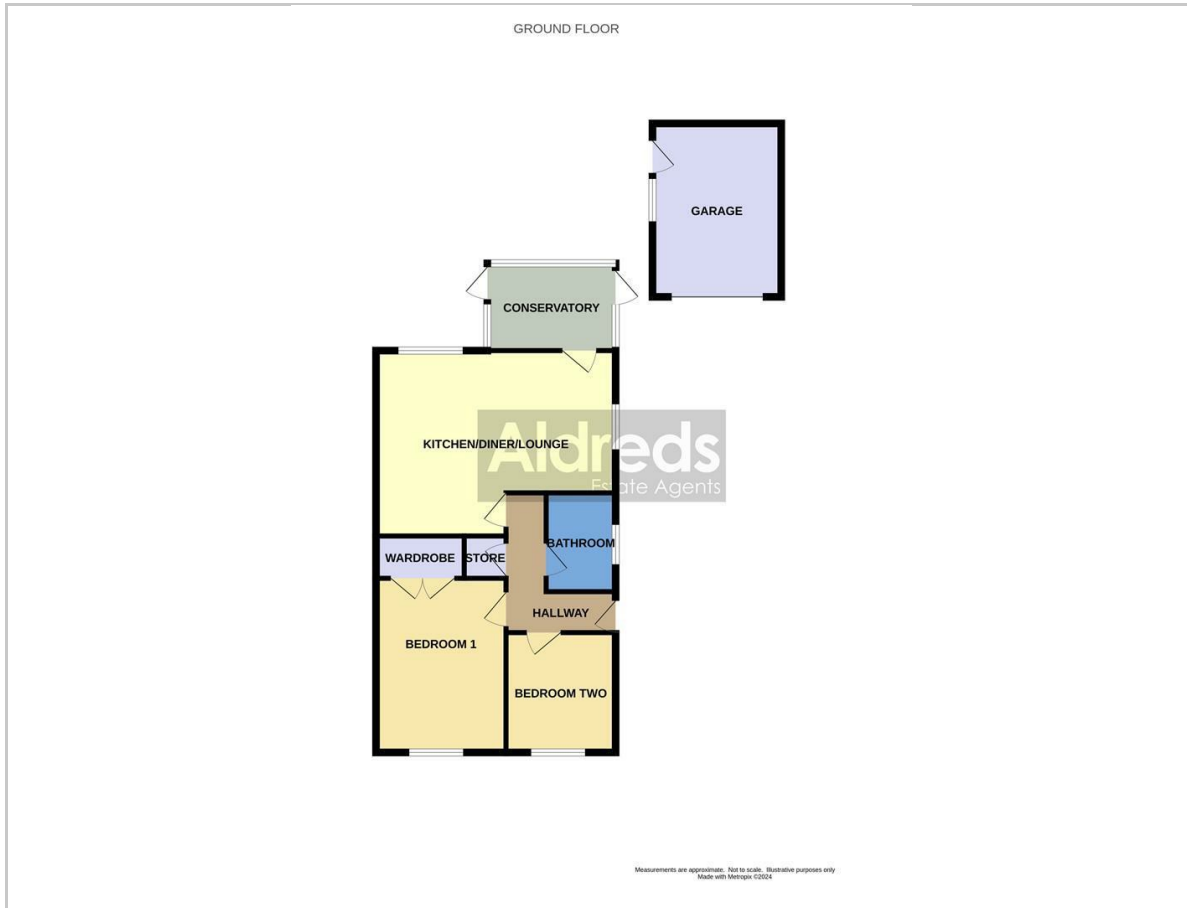 GROUND FLOOR
GARAGE
CONSERVATORY
KITCHEN/DINER/LOUNGE
Aldreds
Estate Agents
WARDROBE
STORE
BATHROOM
HALLWAY
BEDROOM 1
BEDROOM TWO
Measurements are approximate. Not to scale. Illustrative purposes only
Made with Metropix ©2024